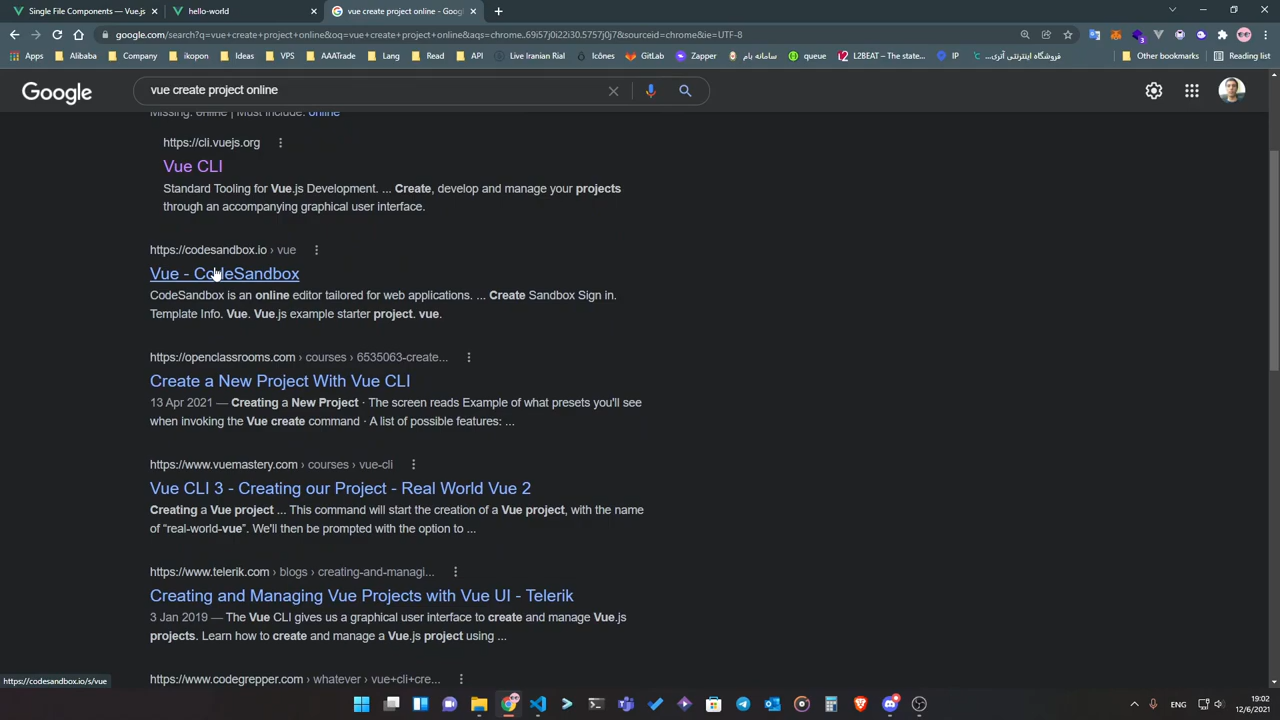 Single File Components — Vue.js
hello-world
vue create project online - Goog
google.com/search?q=vue+create+project+online&oq=vue+create+project+online&aqs=chrome..69i57j0i22i30.5757j0j7&sourceid=chrome&ie=UTF-8
Apps
Alibaba
Company
ikopon
Ideas
VPS
AAATrade
Lang
Read
API
Live Iranian Rial
Icônes
GitLab
Zapper
سامانه بام
queue
L2BEAT – The state...
IP
فروشگاه اینترنتی آنری...
Other bookmarks
Reading list
Google
vue create project online
Missing: online | Must include: online
https://cli.vuejs.org
Vue CLI
Standard Tooling for Vue.js Development. ... Create, develop and manage your projects
through an accompanying graphical user interface.
https://codesandbox.io › vue
Vue - CodeSandbox
CodeSandbox is an online editor tailored for web applications. ... Create Sandbox Sign in.
Template Info. Vue. Vue.js example starter project. vue.
https://openclassrooms.com › courses › 6535063-create...
Create a New Project With Vue CLI
13 Apr 2021 — Creating a New Project · The screen reads Example of what presets you'll see
when invoking the Vue create command · A list of possible features: ...
https://www.vuemastery.com › courses › vue-cli
Vue CLI 3 - Creating our Project - Real World Vue 2
Creating a Vue project ... This command will start the creation of a Vue project, with the name
of "real-world-vue". We'll then be prompted with the option to ...
https://www.telerik.com › blogs › creating-and-managi...
Creating and Managing Vue Projects with Vue UI - Telerik
3 Jan 2019 — The Vue CLI gives us a graphical user interface to create and manage Vue.js
projects. Learn how to create and manage a Vue.js project using ...
https://www.codegrepper.com › whatever › vue+cli+cre...
https://codesandbox.io/s/vue
ENG
19:02
12/6/2021